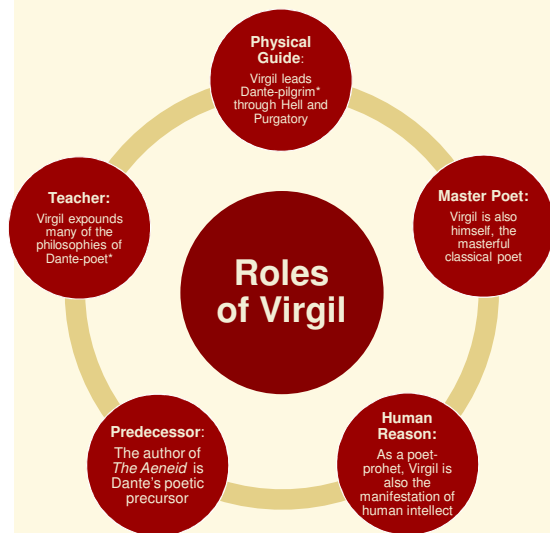 Physical
Guide:
Virgil leads
Dante-pilgrim*
through Hell and
Purgatory
Master Poet:
Virgil is also
himself, the
masterful
classical poet
Human
Reason:
As a poet-
prohet, Virgil is
also the
manifestation of
human intellect
Predecessor:
The author of
The Aeneid is
Dante's poetic
precursor
Teacher:
Virgil expounds
many of the
philosophies of
Dante-poet*
Roles
of Virgil